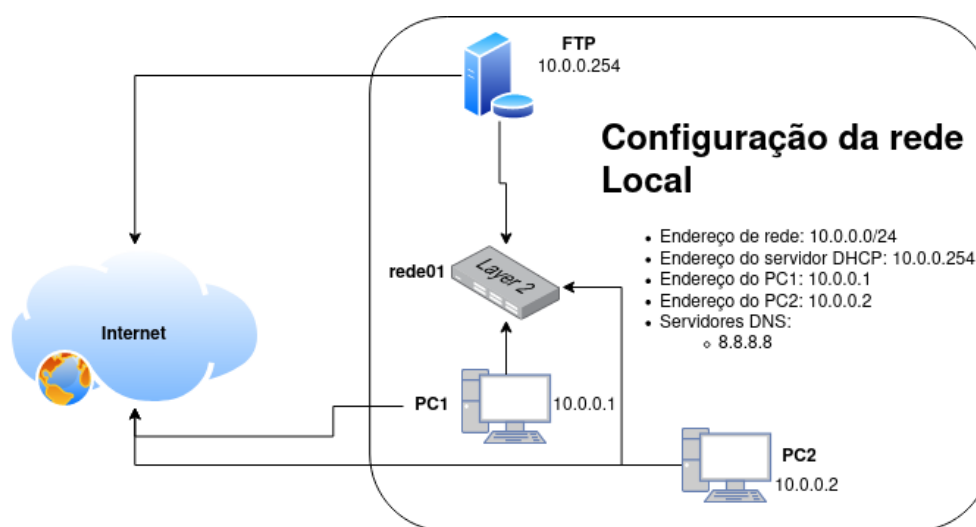 FTP
10.0.0.254
Configuração da rede
Local
rede01
Layer 2
• Endereço de rede: 10.0.0.0/24
• Endereço do servidor DHCP: 10.0.0.254
• Endereço do PC1: 10.0.0.1
• Endereço do PC2: 10.0.0.2
• Servidores DNS:
◦ 8.8.8.8
Internet
PC1
10.0.0.1
PC2
10.0.0.2